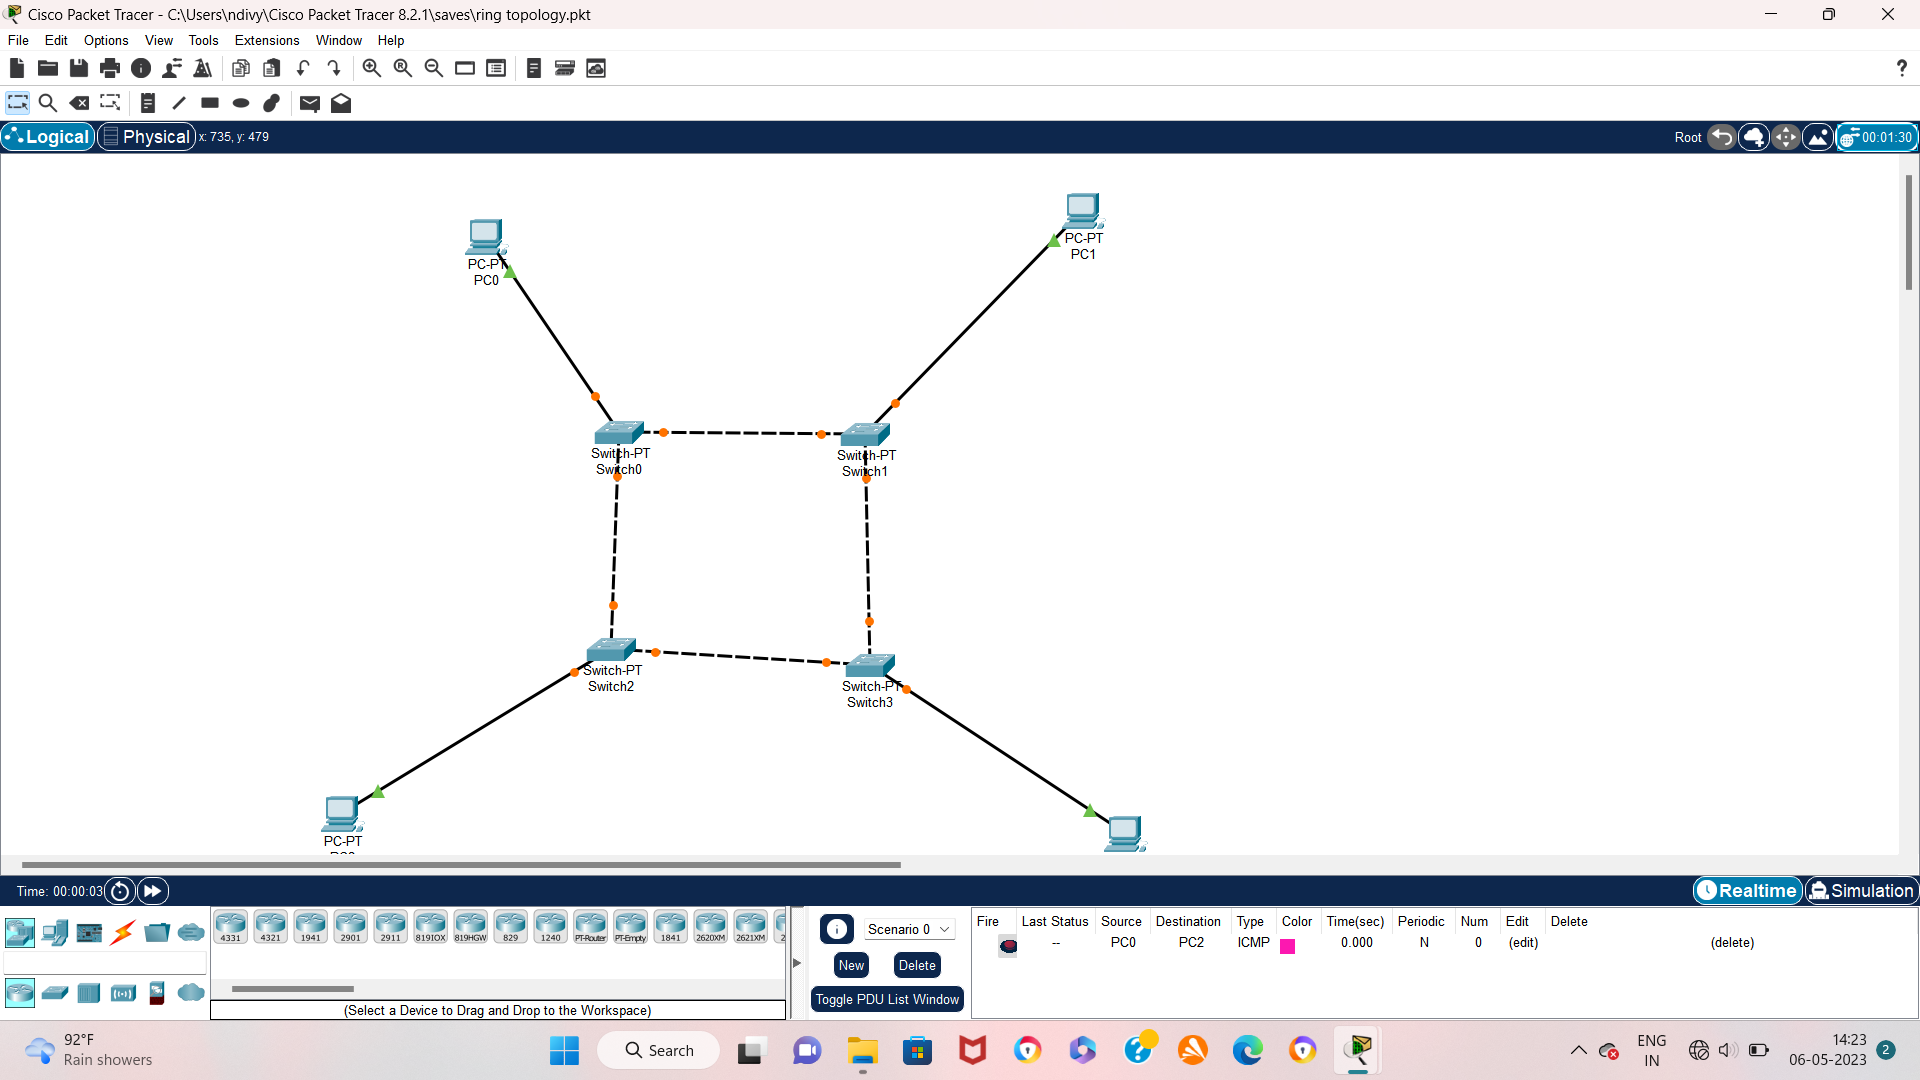 Cisco Packet Tracer - C:\Users\ndivy\Cisco Packet Tracer 8.2.1\saves\ring topology.pkt
File Edit Options View Tools Extensions Window Help
?
Logical Physical x: 735, y: 479
Root 00:01:30
PC-PT
PC0
PC-PT
PC1
Switch-PT
Switch0
Switch-PT
Switch1
Switch-PT
Switch2
Switch-PT
Switch3
PC-PT
Time: 00:00:03
Realtime Simulation
4331 4321 1941 2901 2911 819IOX 819HGW 829 1240 PT-Router PT-Empty 1841 2620XM 2621XM
(Select a Device to Drag and Drop to the Workspace)
Scenario 0
New Delete
Toggle PDU List Window
Fire Last Status Source Destination Type Color Time(sec) Periodic Num Edit Delete
-- PC0 PC2 ICMP 0.000 N 0 (edit) (delete)
92°F
Rain showers
Search
ENG
IN
14:23
06-05-2023
2